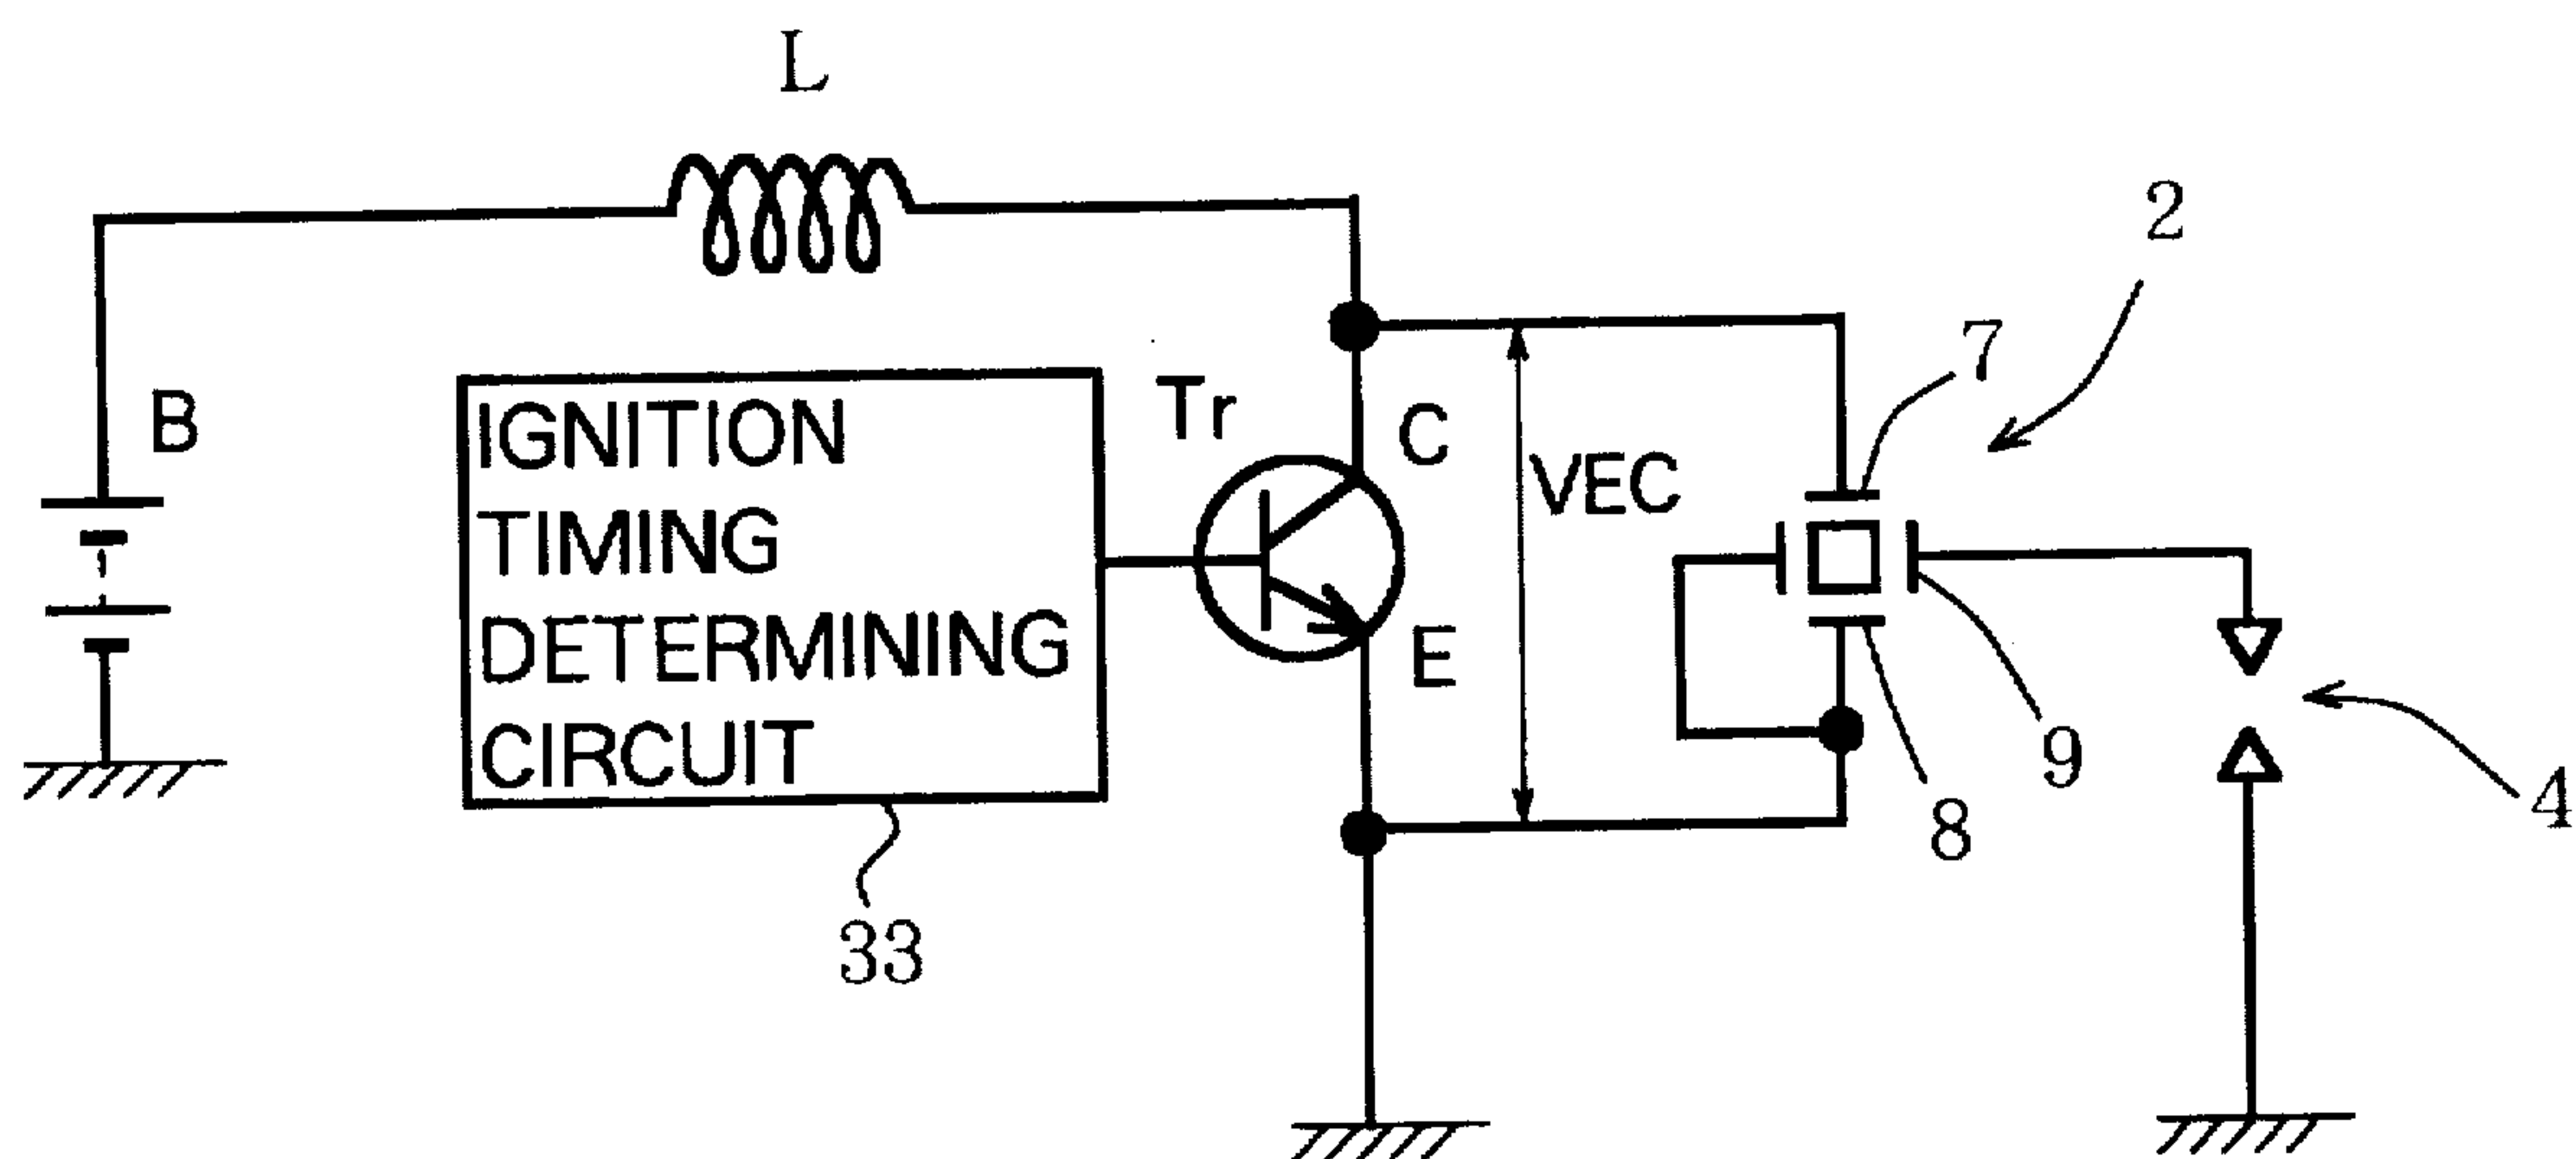 L
2
7
B
IGNITION
TIMING
DETERMINING
CIRCUIT
Tr
C
VEC
E
9
8
4
33